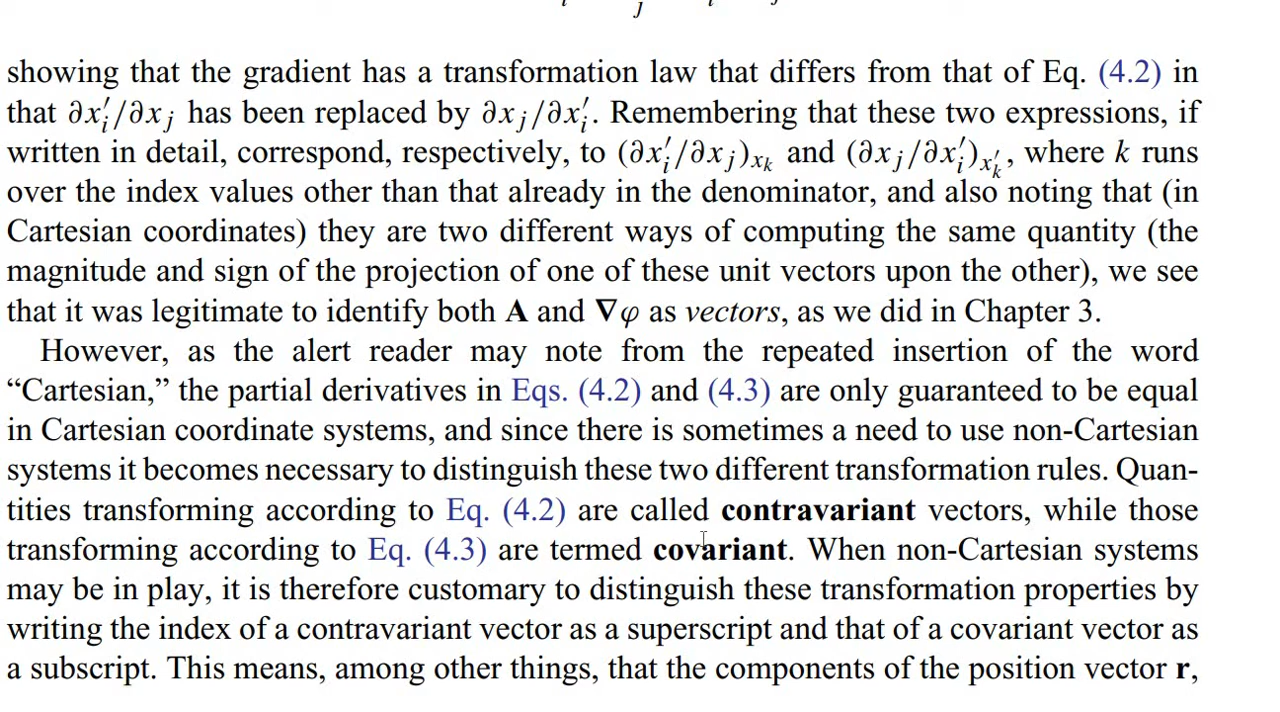 showing that the gradient has a transformation law that differs from that of Eq. (4.2) in
that ∂x′ᵢ/∂xⱼ has been replaced by ∂xⱼ/∂x′ᵢ. Remembering that these two expressions, if
written in detail, correspond, respectively, to (∂x′ᵢ/∂xⱼ)ₓₖ and (∂xⱼ/∂x′ᵢ)ₓ′ₖ, where k runs
over the index values other than that already in the denominator, and also noting that (in
Cartesian coordinates) they are two different ways of computing the same quantity (the
magnitude and sign of the projection of one of these unit vectors upon the other), we see
that it was legitimate to identify both A and ∇φ as vectors, as we did in Chapter 3.
However, as the alert reader may note from the repeated insertion of the word
“Cartesian,” the partial derivatives in Eqs. (4.2) and (4.3) are only guaranteed to be equal
in Cartesian coordinate systems, and since there is sometimes a need to use non-Cartesian
systems it becomes necessary to distinguish these two different transformation rules. Quan-
tities transforming according to Eq. (4.2) are called contravariant vectors, while those
transforming according to Eq. (4.3) are termed covariant. When non-Cartesian systems
may be in play, it is therefore customary to distinguish these transformation properties by
writing the index of a contravariant vector as a superscript and that of a covariant vector as
a subscript. This means, among other things, that the components of the position vector r,